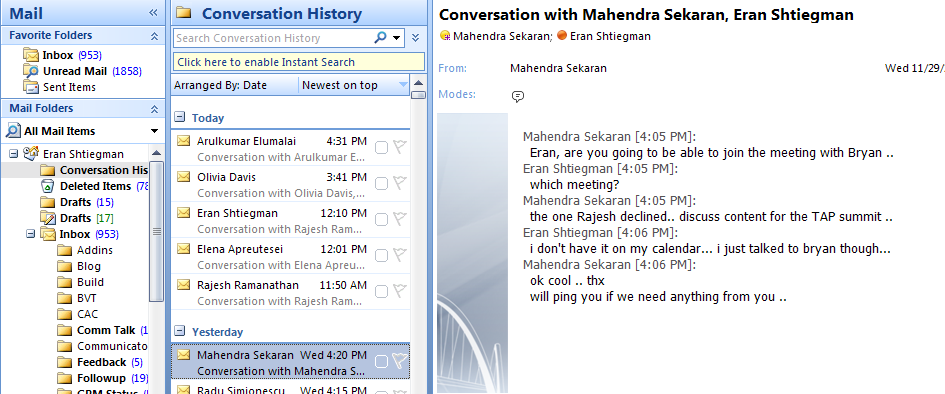 Mail
Favorite Folders
Inbox (953)
Unread Mail (1858)
Sent Items
Mail Folders
All Mail Items
Eran Shtiegman
Conversation His
Deleted Items (78
Drafts (15)
Drafts [17]
Inbox (953)
Addins
Blog
Build
BVT
CAC
Comm Talk (1
Communicato
Feedback (5)
Followup (19)
GPM Status
Conversation History
Search Conversation History
Click here to enable Instant Search
Arranged By: Date Newest on top
Today
Arulkumar Elumalai 4:31 PM
Conversation with Arulkumar E...
Olivia Davis 3:41 PM
Conversation with Olivia Davis,...
Eran Shtiegman 12:10 PM
Conversation with Rajesh Ram...
Elena Apreutesei 12:01 PM
Conversation with Elena Apreu...
Rajesh Ramanathan 11:50 AM
Conversation with Rajesh Ram...
Yesterday
Mahendra Sekaran Wed 4:20 PM
Conversation with Mahendra S...
Radu Simionescu Wed 4:15 PM
Conversation with Mahendra Sekaran, Eran Shtiegman
Mahendra Sekaran; Eran Shtiegman
From: Mahendra Sekaran Wed 11/29/
Modes:
Mahendra Sekaran [4:05 PM]:
Eran, are you going to be able to join the meeting with Bryan ..
Eran Shtiegman [4:05 PM]:
which meeting?
Mahendra Sekaran [4:05 PM]:
the one Rajesh declined.. discuss content for the TAP summit ..
Eran Shtiegman [4:06 PM]:
i don't have it on my calendar... i just talked to bryan though...
Mahendra Sekaran [4:06 PM]:
ok cool .. thx
will ping you if we need anything from you ..